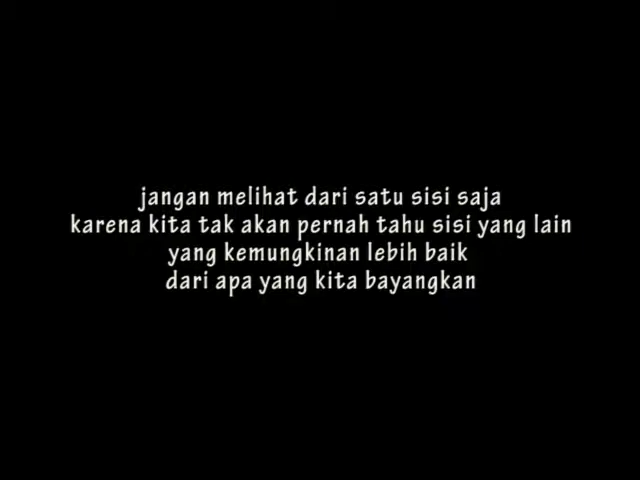 jangan melihat dari satu sisi saja
karena kita tak akan pernah tahu sisi yang lain
yang kemungkinan lebih baik
dari apa yang kita bayangkan